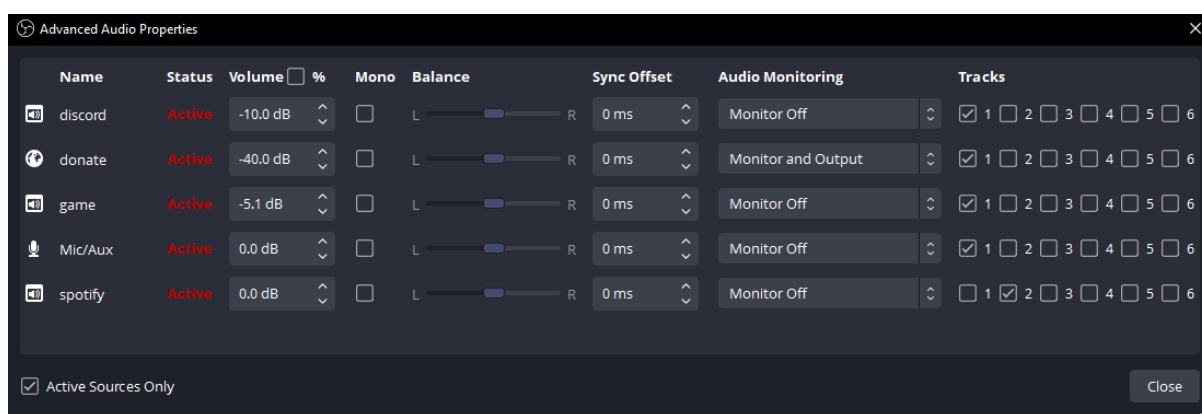 Advanced Audio Properties
Name Status Volume % Mono Balance Sync Offset Audio Monitoring Tracks
discord Active -10.0 dB L R 0 ms Monitor Off 1 2 3 4 5 6
donate Active -40.0 dB L R 0 ms Monitor and Output 1 2 3 4 5 6
game Active -5.1 dB L R 0 ms Monitor Off 1 2 3 4 5 6
Mic/Aux Active 0.0 dB L R 0 ms Monitor Off 1 2 3 4 5 6
spotify Active 0.0 dB L R 0 ms Monitor Off 1 2 3 4 5 6
Active Sources Only Close